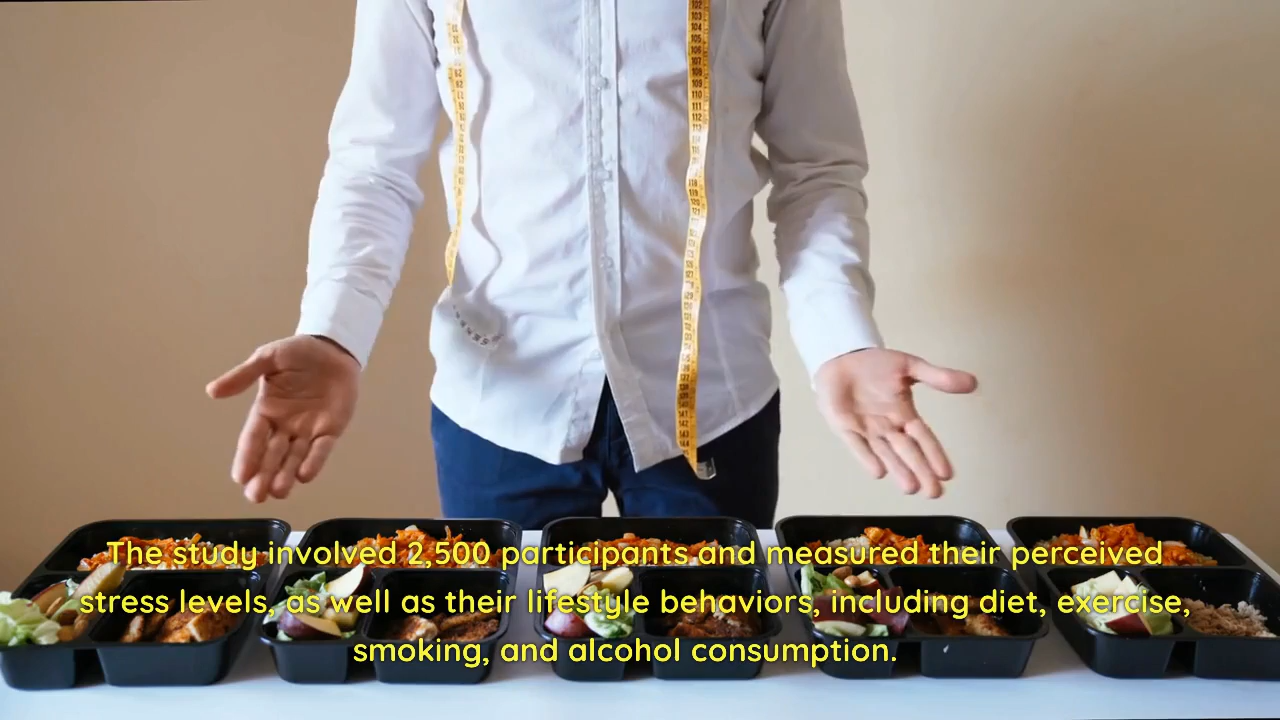 The study involved 2,500 participants and measured their perceived
stress levels, as well as their lifestyle behaviors, including diet, exercise,
smoking, and alcohol consumption.